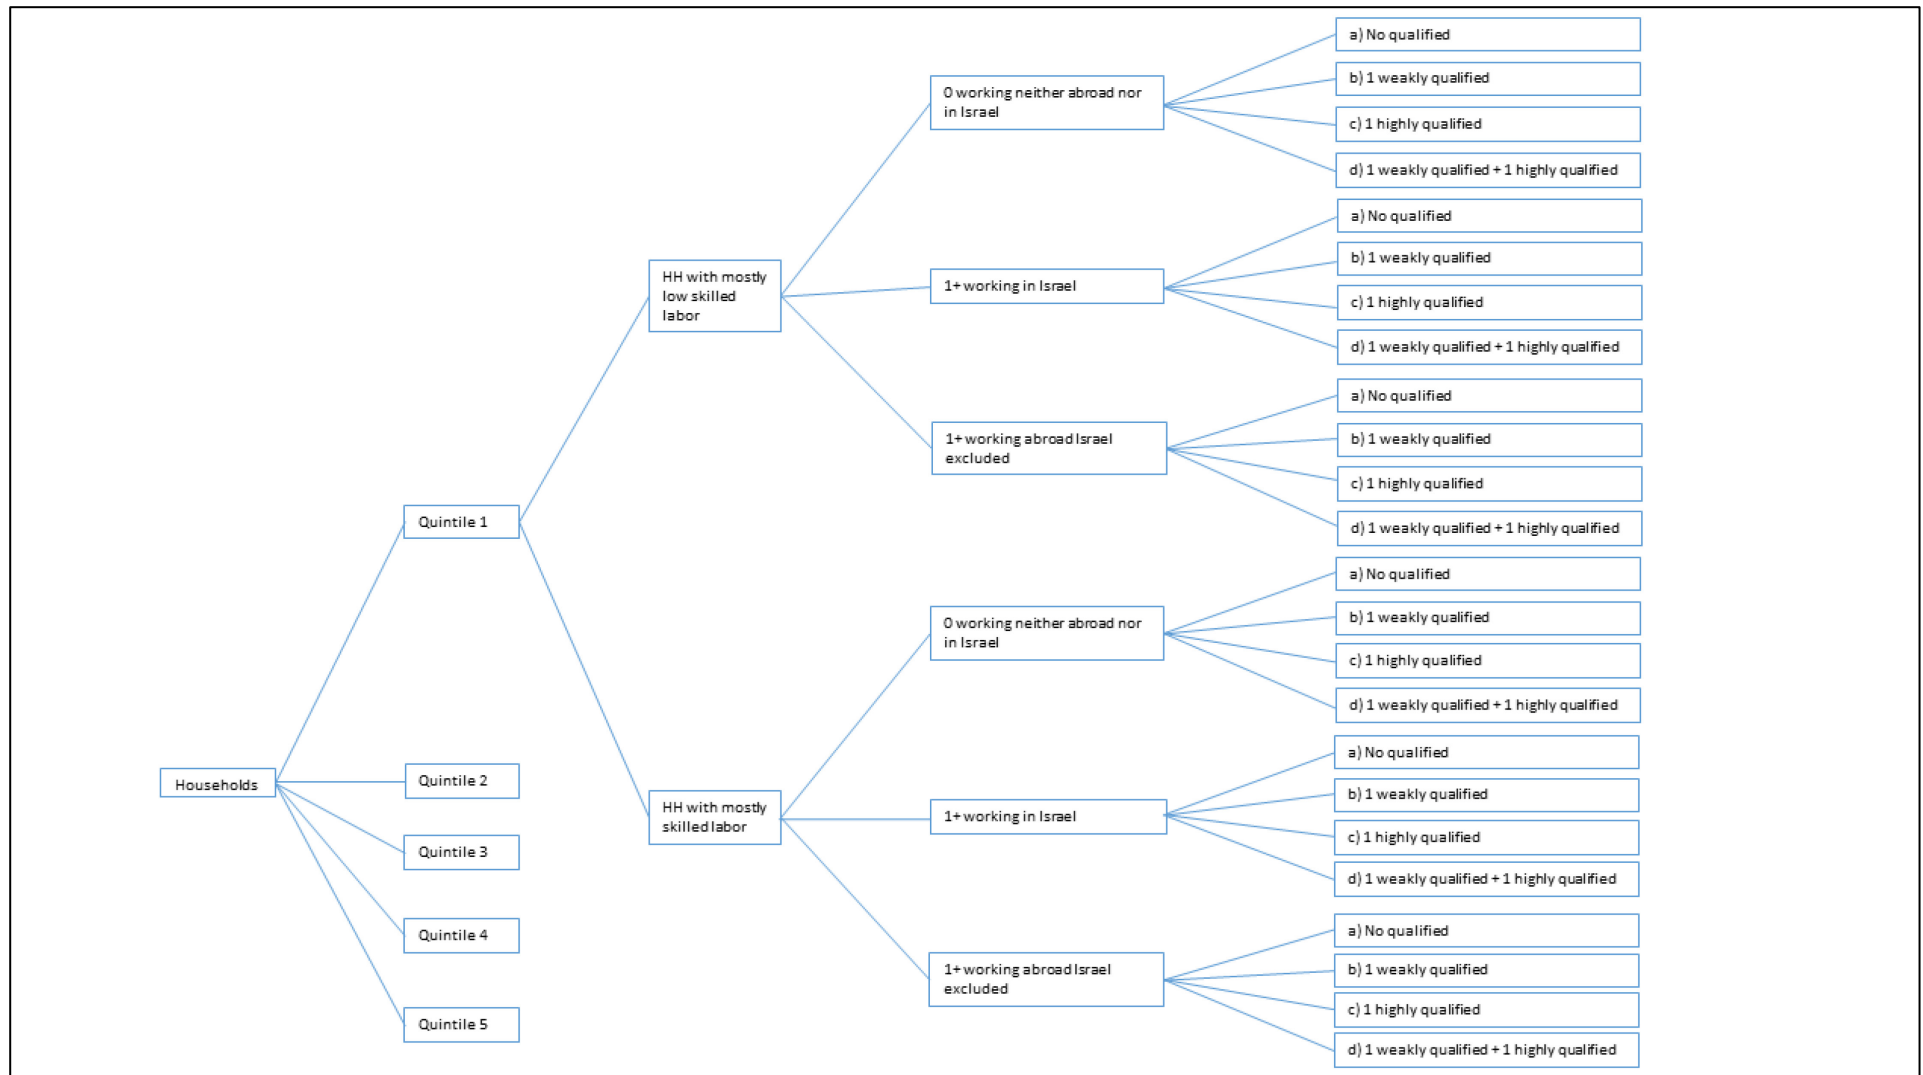 Households
Quintile 1
Quintile 2
Quintile 3
Quintile 4
Quintile 5
HH with mostly
low skilled
labor
HH with mostly
skilled labor
0 working neither abroad nor
in Israel
1+ working in Israel
1+ working abroad Israel
excluded
0 working neither abroad nor
in Israel
1+ working in Israel
1+ working abroad Israel
excluded
a) No qualified
b) 1 weakly qualified
c) 1 highly qualified
d) 1 weakly qualified + 1 highly qualified
a) No qualified
b) 1 weakly qualified
c) 1 highly qualified
d) 1 weakly qualified + 1 highly qualified
a) No qualified
b) 1 weakly qualified
c) 1 highly qualified
d) 1 weakly qualified + 1 highly qualified
a) No qualified
b) 1 weakly qualified
c) 1 highly qualified
d) 1 weakly qualified + 1 highly qualified
a) No qualified
b) 1 weakly qualified
c) 1 highly qualified
d) 1 weakly qualified + 1 highly qualified
a) No qualified
b) 1 weakly qualified
c) 1 highly qualified
d) 1 weakly qualified + 1 highly qualified